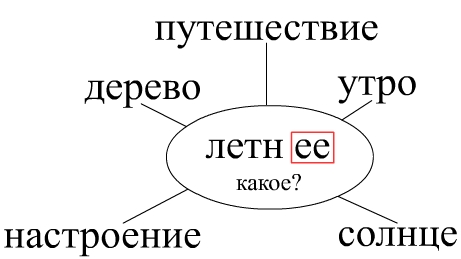 путешествие
дерево
утро
летн ее
какое?
настроение
солнце